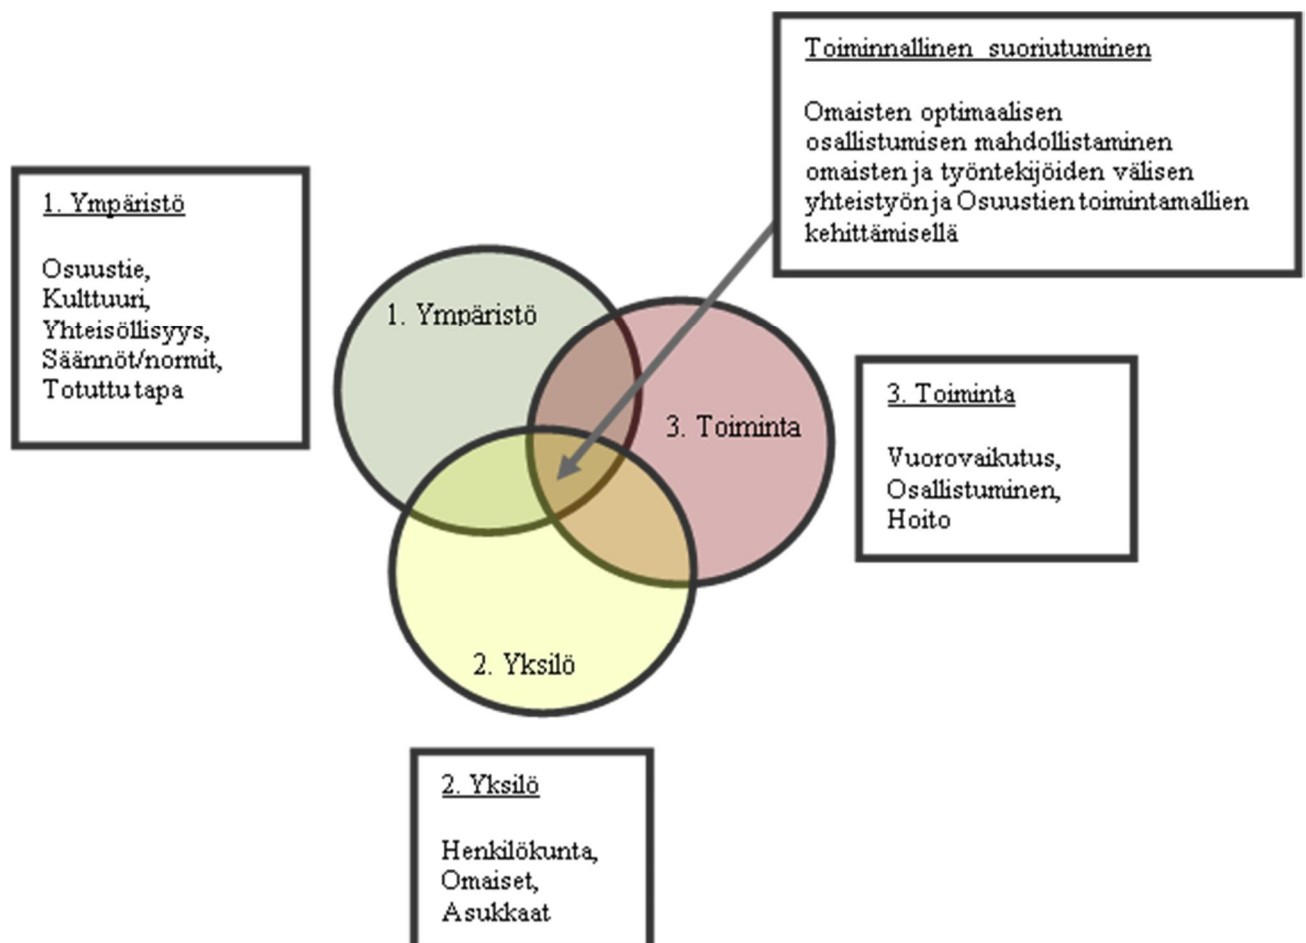 Toiminnallinen suoriutuminen
Omaisten optimaalisen
osallistumisen mahdollistaminen
omaisten ja työntekijöiden välisen
yhteistyön ja Osuustien toimintamallien
kehittämisellä
1. Ympäristö
Osuustie,
Kulttuuri,
Yhteisöllisyys,
Säännöt/normit,
Totuttu tapa
1. Ympäristö
3. Toiminta
2. Yksilö
3. Toiminta
Vuorovaikutus,
Osallistuminen,
Hoito
2. Yksilö
Henkilökunta,
Omaiset,
Asukkaat